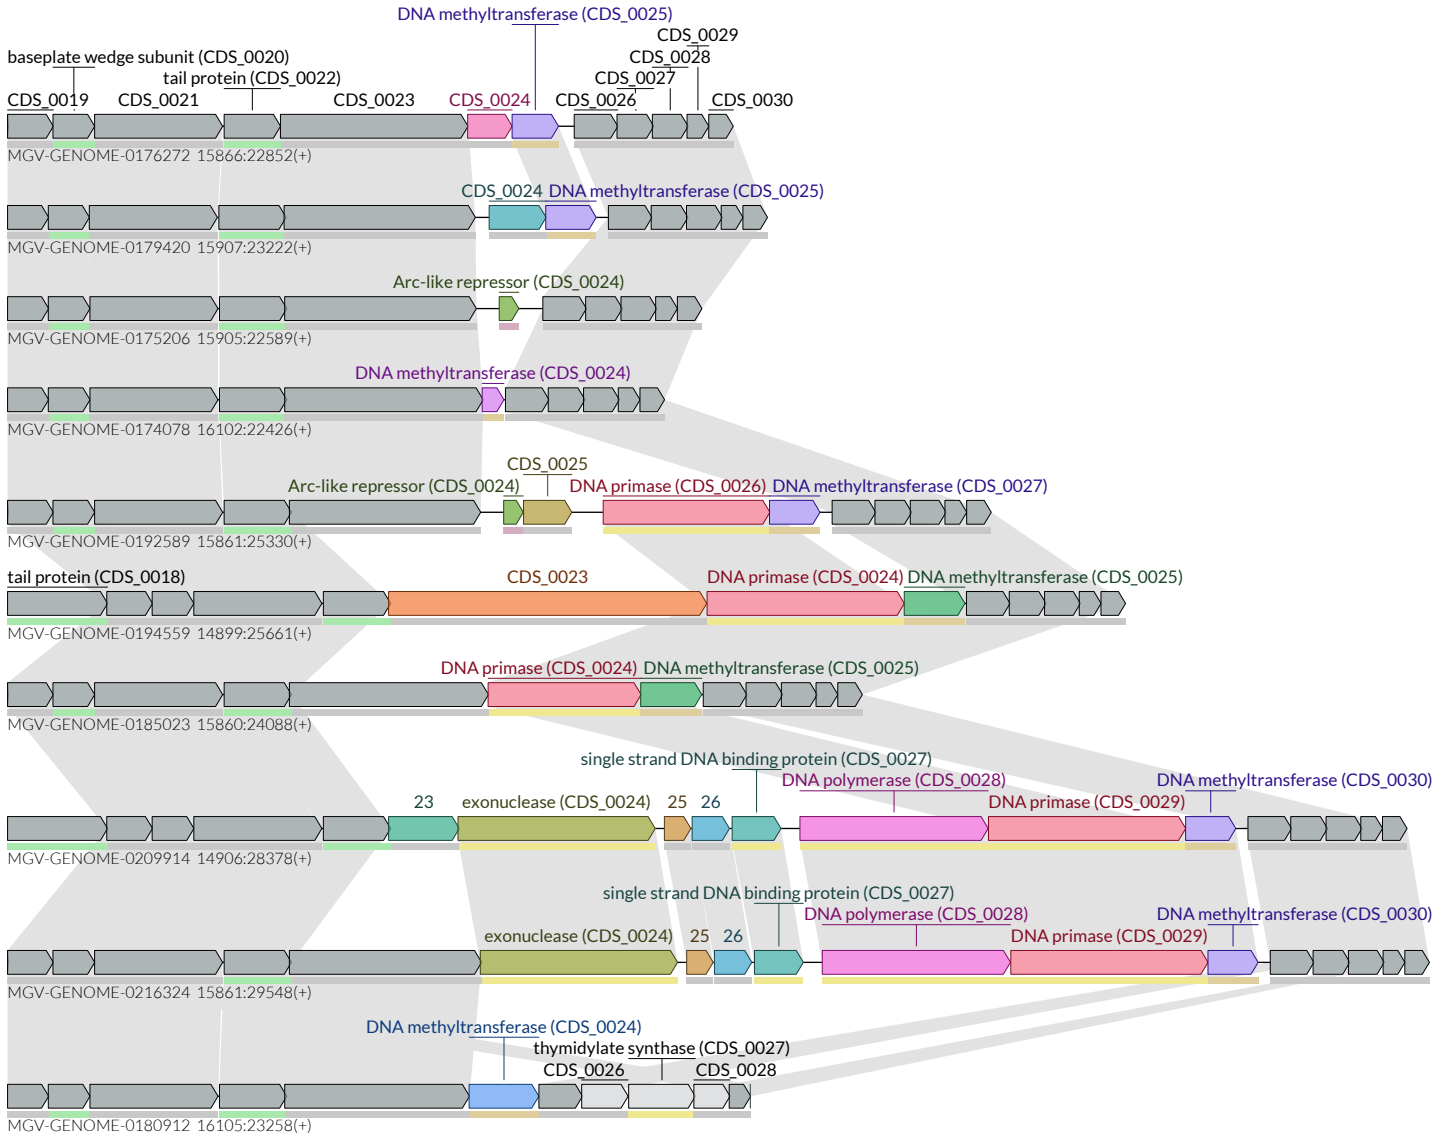 DNA methyltransferase (CDS_0025)
CDS_0029
baseplate wedge subunit (CDS_0020)
CDS_0028
tail protein (CDS_0022)
CDS_0027
CDS_0019 CDS_0021 CDS_0023 CDS_0024 CDS_0026 CDS_0030
MGV-GENOME-0176272 15866:22852(+)
CDS_0024 DNA methyltransferase (CDS_0025)
MGV-GENOME-0179420 15907:23222(+)
Arc-like repressor (CDS_0024)
MGV-GENOME-0175206 15905:22589(+)
DNA methyltransferase (CDS_0024)
MGV-GENOME-0174078 16102:22426(+)
CDS_0025
Arc-like repressor (CDS_0024) DNA primase (CDS_0026) DNA methyltransferase (CDS_0027)
MGV-GENOME-0192589 15861:25330(+)
tail protein (CDS_0018) CDS_0023 DNA primase (CDS_0024) DNA methyltransferase (CDS_0025)
MGV-GENOME-0194559 14899:25661(+)
DNA primase (CDS_0024) DNA methyltransferase (CDS_0025)
MGV-GENOME-0185023 15860:24088(+)
single strand DNA binding protein (CDS_0027)
DNA polymerase (CDS_0028) DNA methyltransferase (CDS_0030)
23 exonuclease (CDS_0024) 25 26 DNA primase (CDS_0029)
MGV-GENOME-0209914 14906:28378(+)
single strand DNA binding protein (CDS_0027)
DNA polymerase (CDS_0028) DNA methyltransferase (CDS_0030)
exonuclease (CDS_0024) 25 26 DNA primase (CDS_0029)
MGV-GENOME-0216324 15861:29548(+)
DNA methyltransferase (CDS_0024)
thymidylate synthase (CDS_0027)
CDS_0026 CDS_0028
MGV-GENOME-0180912 16105:23258(+)